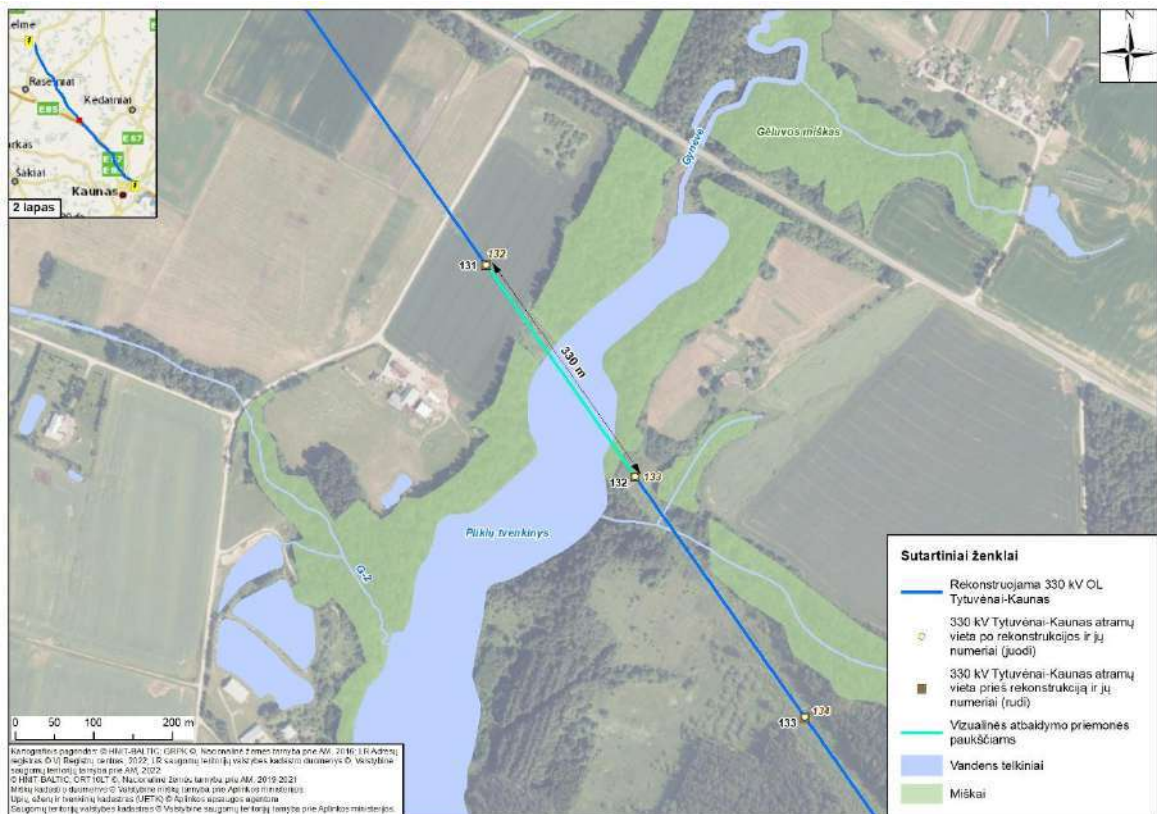 elme
Raseiniai
Kėdainiai
E85
E67
E67
arkas
Šakiai
Kaunas
2 lapas
N
Gėluvos miškas
Gynėvė
132
131
330 m
133
132
Plikių tvenkinys
G-2
134
133
0 50 100 200 m
Sutartiniai ženklai
Rekonstruojama 330 kV OL
Tytuvėnai-Kaunas
330 kV Tytuvėnai-Kaunas atramų
vieta po rekonstrukcijos ir jų
numeriai (juodi)
330 kV Tytuvėnai-Kaunas atramų
vieta prieš rekonstrukciją ir jų
numeriai (rudi)
Vizualinės atbaidymo priemonės
paukščiams
Vandens telkiniai
Miškai
Kartografinis pagrindas: © HNIT-BALTIC; GRPK ©, Nacionalinė žemės tarnyba prie AM, 2016; LR Adresų
registras © VĮ Registrų centras, 2022; LR saugomų teritorijų valstybės kadastro duomenys ©, Valstybinė
saugomų teritorijų tarnyba prie AM, 2022
© HNIT-BALTIC, ORT10LT ©, Nacionalinė žemės tarnyba prie AM, 2019-2021
Miškų kadastro duomenys © Valstybinė miškų tarnyba prie Aplinkos ministerijos
Upių, ežerų ir tvenkinių kadastras (UETK) © Aplinkos apsaugos agentūra
Saugomų teritorijų valstybės kadastras © Valstybinė saugomų teritorijų tarnyba prie Aplinkos ministerijos